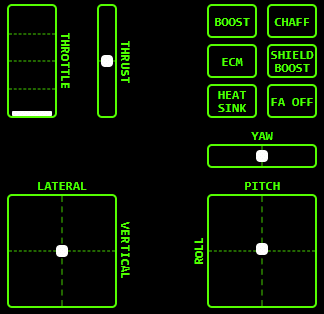 THROTTLE
THRUST
BOOST
CHAFF
ECM
SHIELD
BOOST
HEAT
SINK
FA OFF
YAW
LATERAL
VERTICAL
PITCH
ROLL